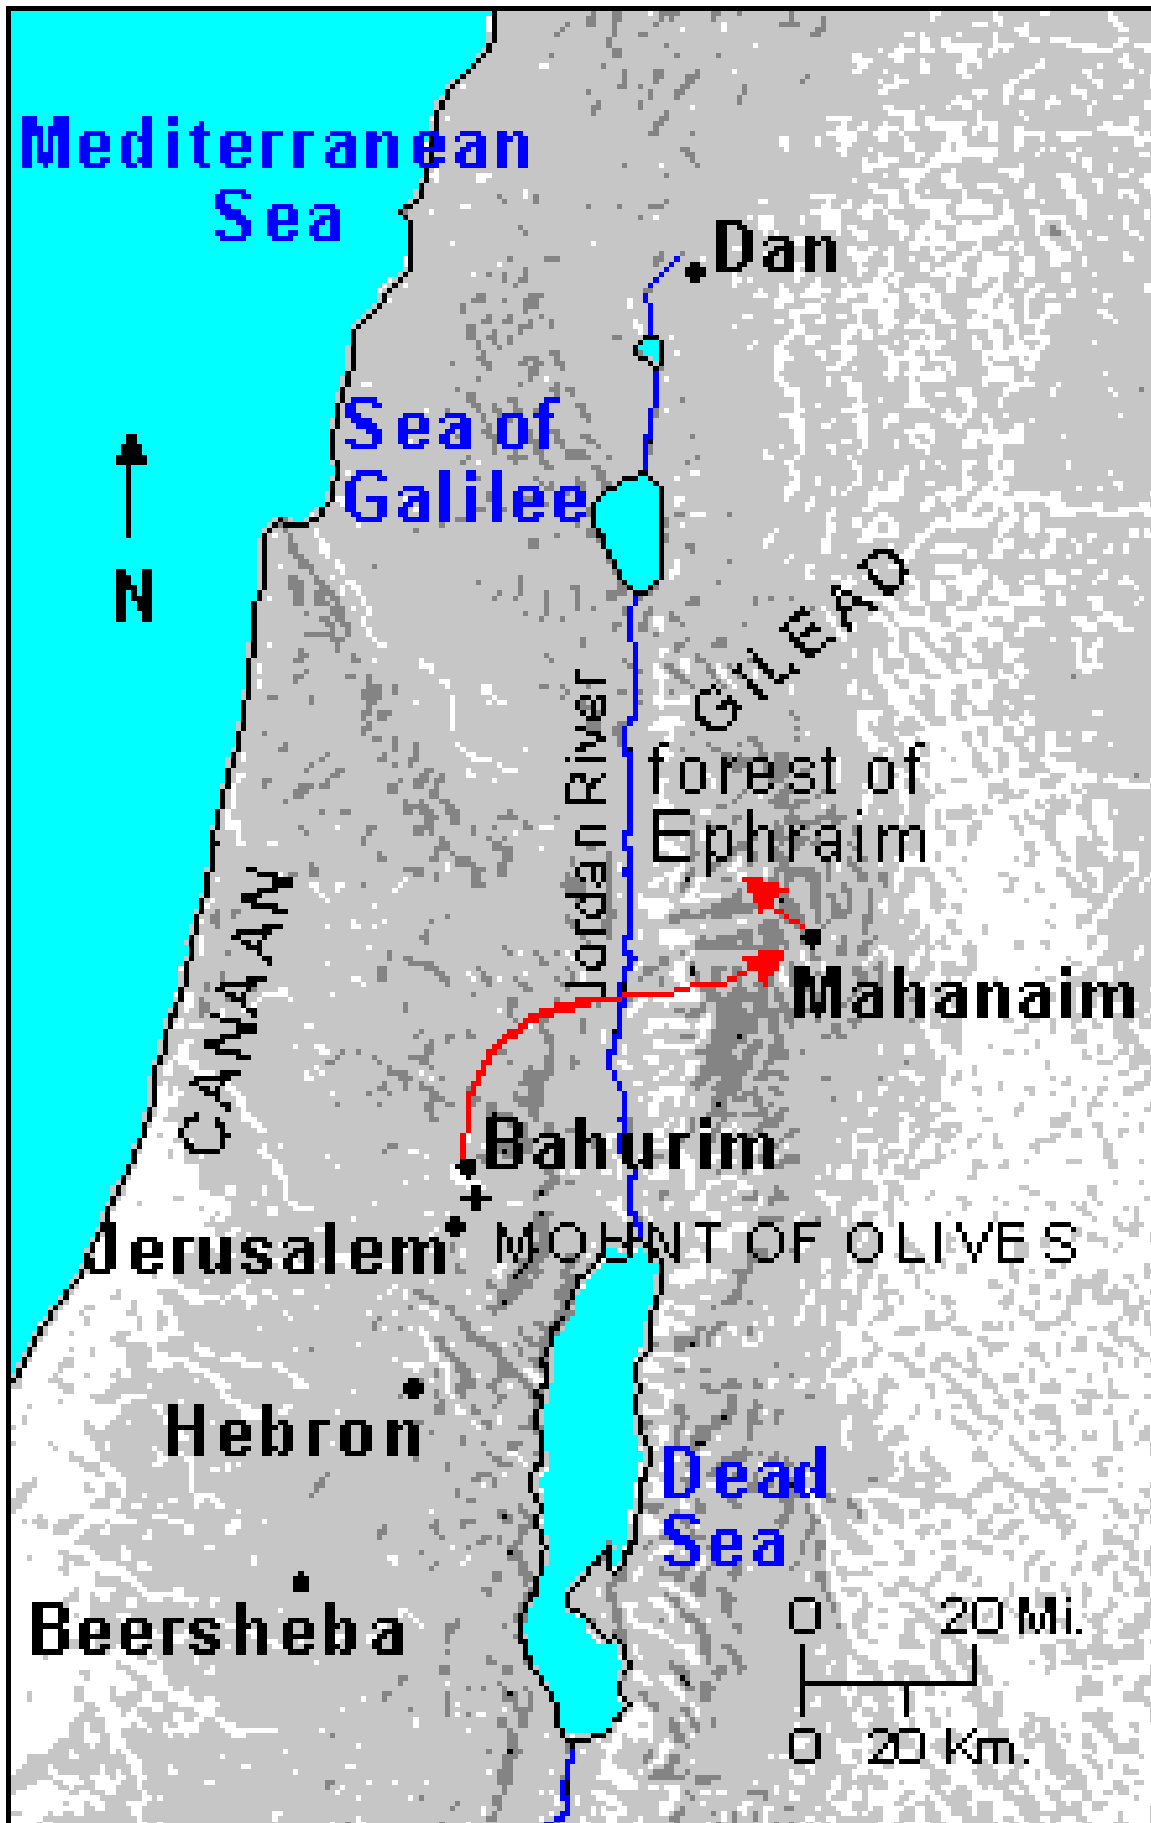 Mediterranean
Sea
Dan
Sea of
Galilee
N
GILEAD
Jordan River
forest of
Ephraim
CANAAN
Mahanaim
Bahurim
Jerusalem
MOUNT OF OLIVES
Hebron
Dead
Sea
Beersheba
0 20 Mi.
0 20 Km.